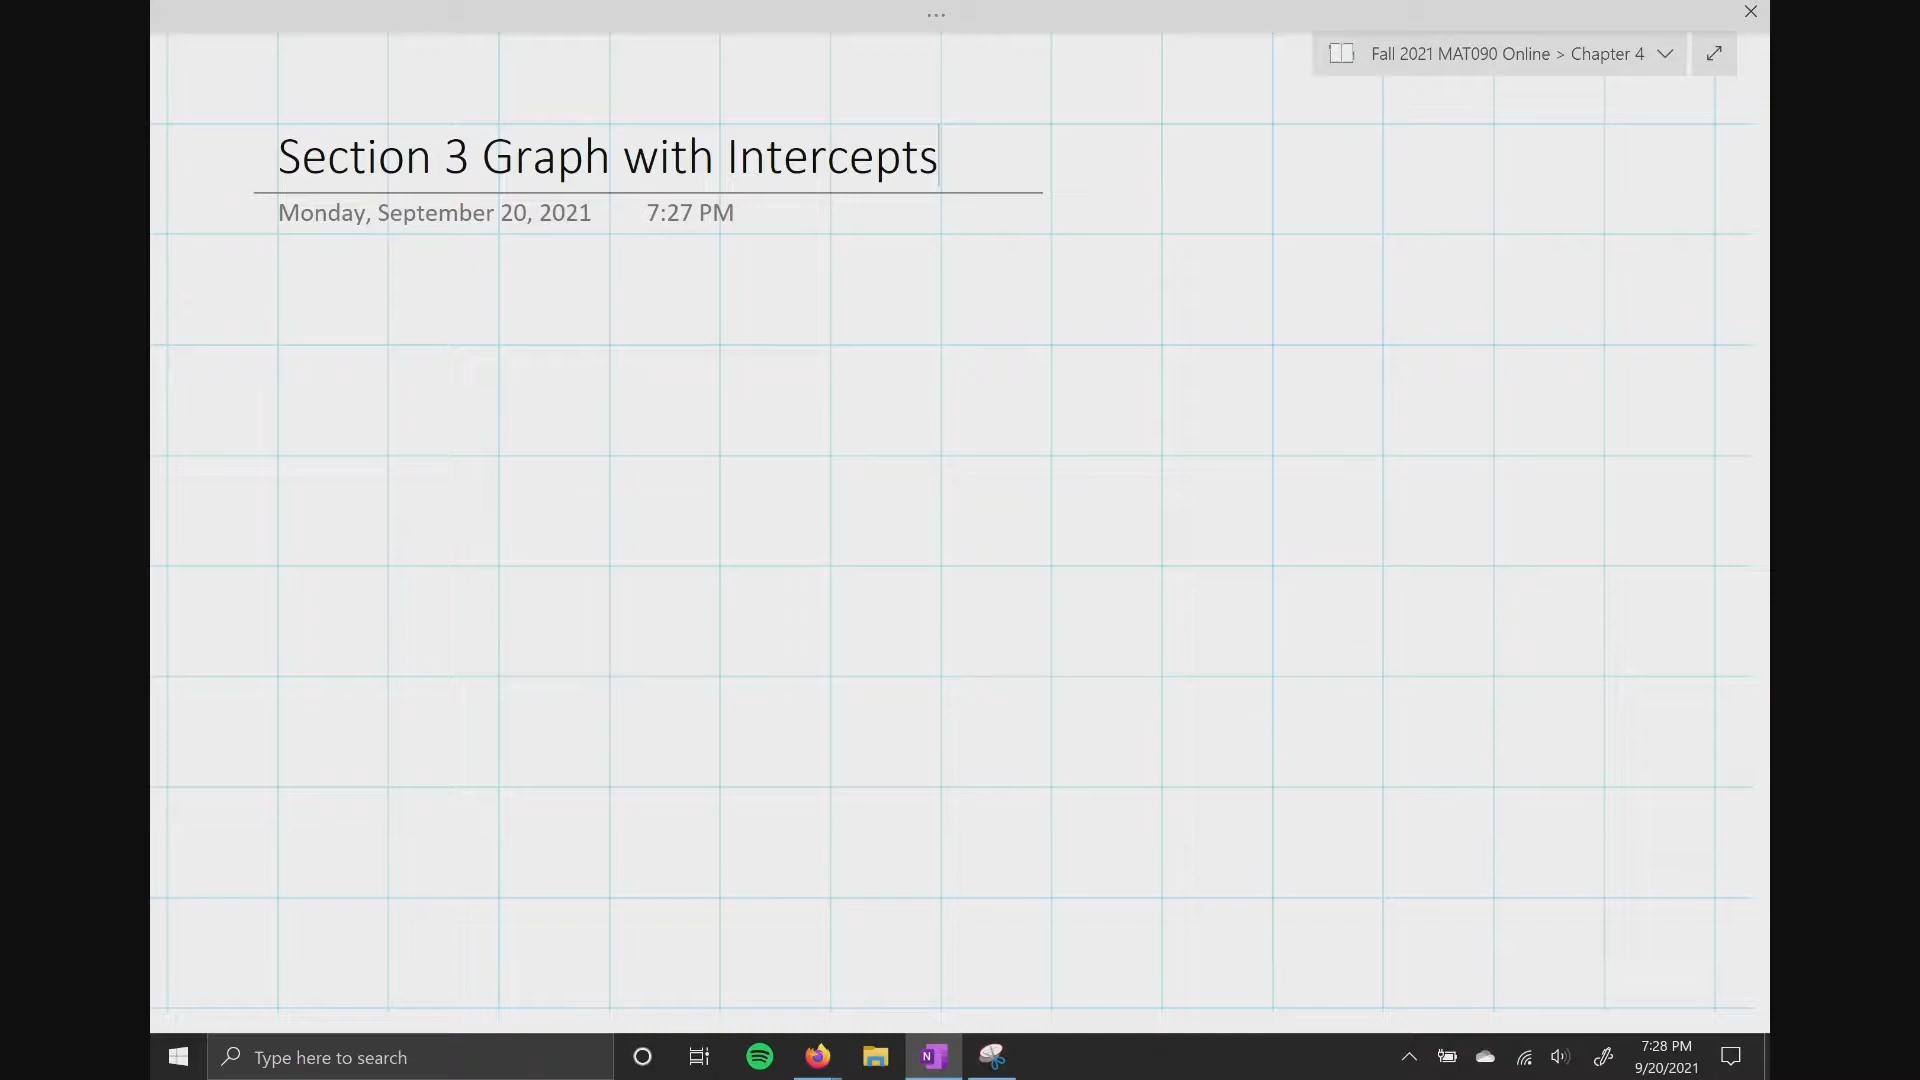 ...
Fall 2021 MAT090 Online > Chapter 4
Section 3 Graph with Intercepts
Monday, September 20, 2021 7:27 PM
Type here to search
N
7:28 PM
9/20/2021